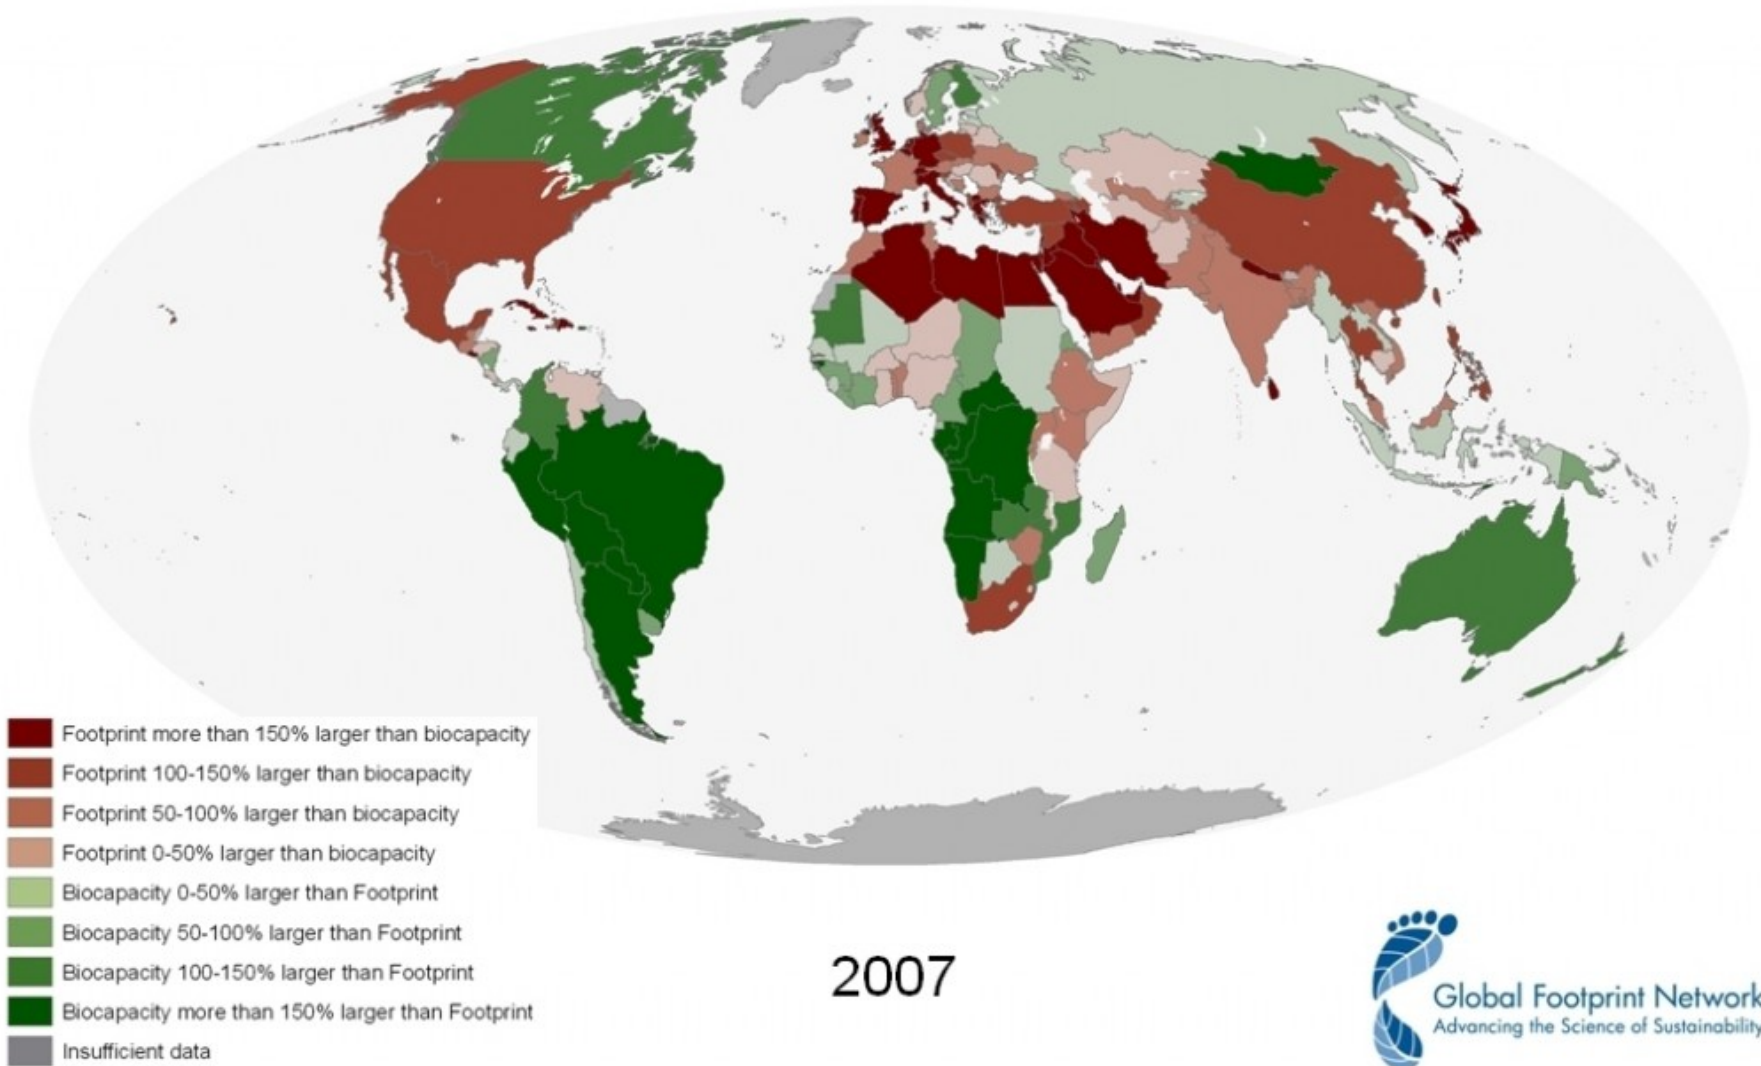 Footprint more than 150% larger than biocapacity
Footprint 100-150% larger than biocapacity
Footprint 50-100% larger than biocapacity
Footprint 0-50% larger than biocapacity
Biocapacity 0-50% larger than Footprint
Biocapacity 50-100% larger than Footprint
Biocapacity 100-150% larger than Footprint
Biocapacity more than 150% larger than Footprint
Insufficient data
2007
Global Footprint Network
Advancing the Science of Sustainability